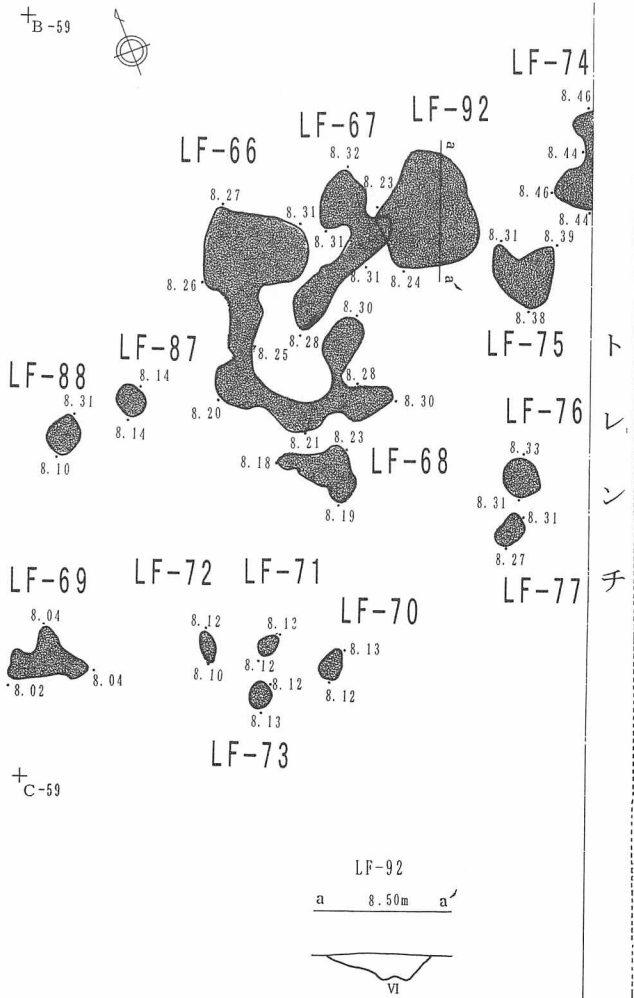 B-59
LF-74
8.46
LF-67
LF-92
8.44
LF-66
8.32
a
8.27
8.23
8.46
8.31
8.44
8.31
8.31
8.39
8.26
8.31
8.24
a′
8.38
8.30
8.28
LF-75
LF-87
8.25
LF-88
8.14
8.28
8.31
8.20
8.30
LF-76
8.14
8.21
8.23
8.33
8.10
8.18
LF-68
8.31
8.19
8.31
8.27
LF-77
トレンチ
LF-69
LF-72
LF-71
LF-70
8.04
8.12
8.12
8.13
8.02
8.04
8.10
8.12
8.12
8.12
8.13
LF-73
C-59
LF-92
a 8.50m a′
VI